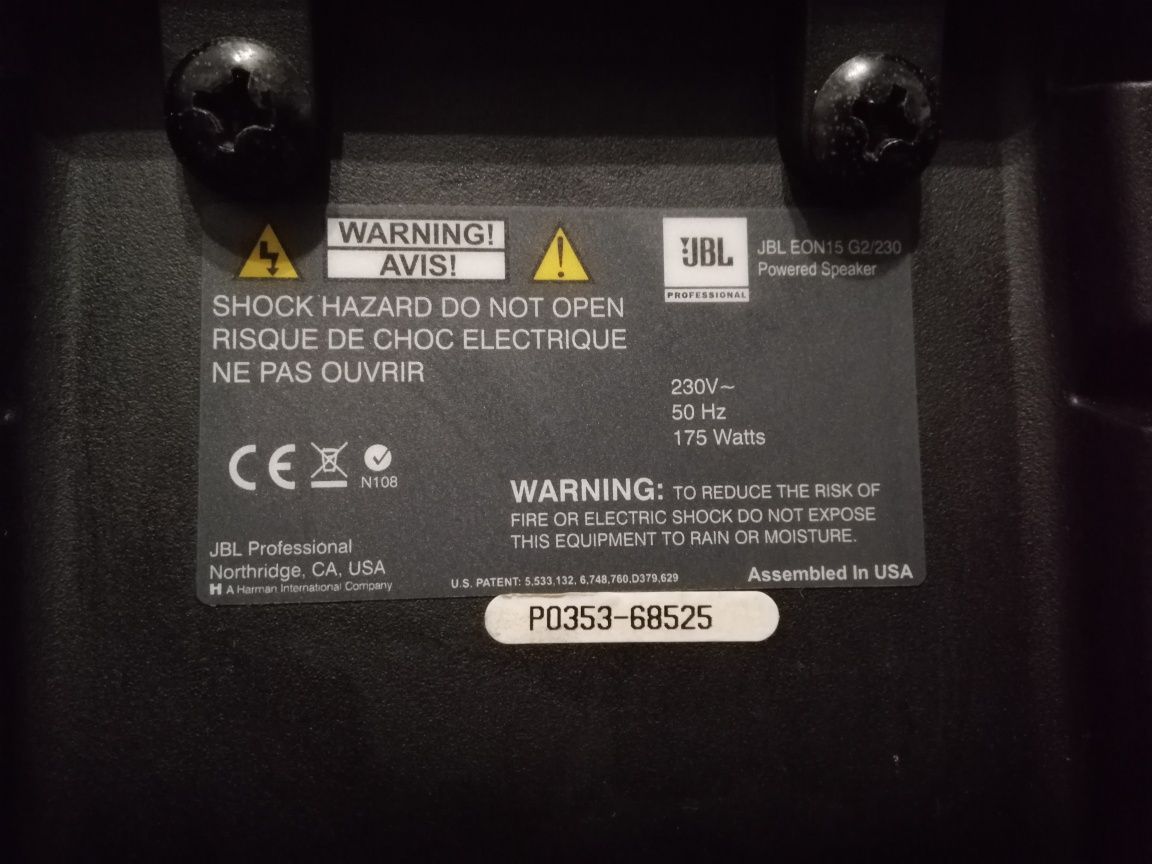 WARNING!
AVIS!
JBL
PROFESSIONAL
JBL EON15 G2/230
Powered Speaker
SHOCK HAZARD DO NOT OPEN
RISQUE DE CHOC ELECTRIQUE
NE PAS OUVRIR
230V~
50 Hz
175 Watts
CE
N108
WARNING: TO REDUCE THE RISK OF
FIRE OR ELECTRIC SHOCK DO NOT EXPOSE
THIS EQUIPMENT TO RAIN OR MOISTURE.
JBL Professional
Northridge, CA, USA
H A Harman International Company
U.S. PATENT: 5,533,132, 6,748,760.D379,629
Assembled In USA
P0353-68525